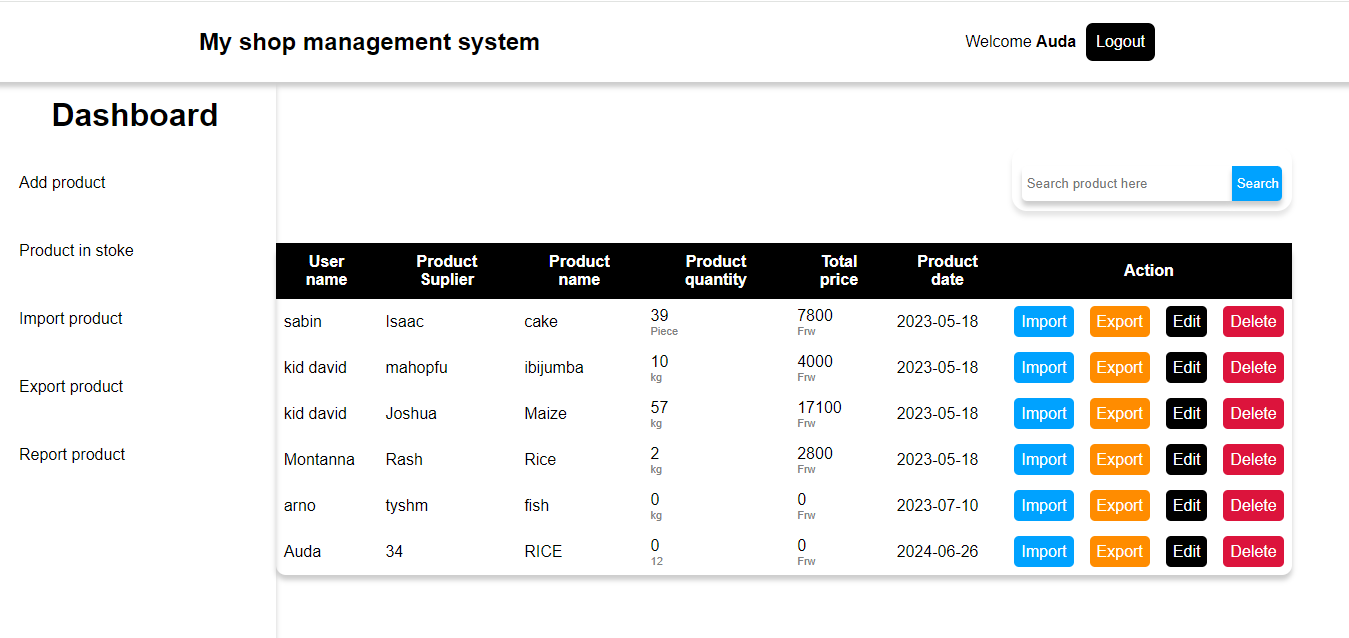 My shop management system
Welcome Auda Logout
Dashboard
Add product
Product in stoke
Import product
Export product
Report product
Search product here Search
User name Product Suplier Product name Product quantity Total price Product date Action
sabin Isaac cake 39 Piece 7800 Frw 2023-05-18 Import Export Edit Delete
kid david mahopfu ibijumba 10 kg 4000 Frw 2023-05-18 Import Export Edit Delete
kid david Joshua Maize 57 kg 17100 Frw 2023-05-18 Import Export Edit Delete
Montanna Rash Rice 2 kg 2800 Frw 2023-05-18 Import Export Edit Delete
arno tyshm fish 0 kg 0 Frw 2023-07-10 Import Export Edit Delete
Auda 34 RICE 0 12 0 Frw 2024-06-26 Import Export Edit Delete